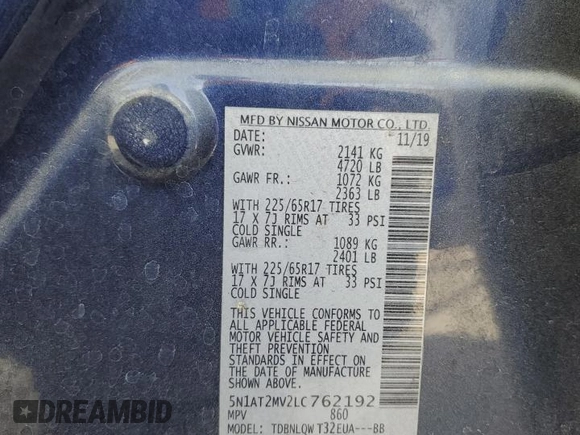 MFD BY NISSAN MOTOR CO., LTD.
DATE: 11/19
GVWR: 2141 KG
4720 LB
GAWR FR.: 1072 KG
2363 LB
WITH 225/65R17 TIRES
17 X 7J RIMS AT 33 PSI
COLD SINGLE
GAWR RR.: 1089 KG
2401 LB
WITH 225/65R17 TIRES
17 X 7J RIMS AT 33 PSI
COLD SINGLE
THIS VEHICLE CONFORMS TO
ALL APPLICABLE FEDERAL
MOTOR VEHICLE SAFETY AND
THEFT PREVENTION
STANDARDS IN EFFECT ON
THE DATE OF MANUFACTURE
SHOWN ABOVE.
5N1AT2MV2LC762192
MPV 860
MODEL: TDBNLQW T32EUA---BB
DIDI.CARS